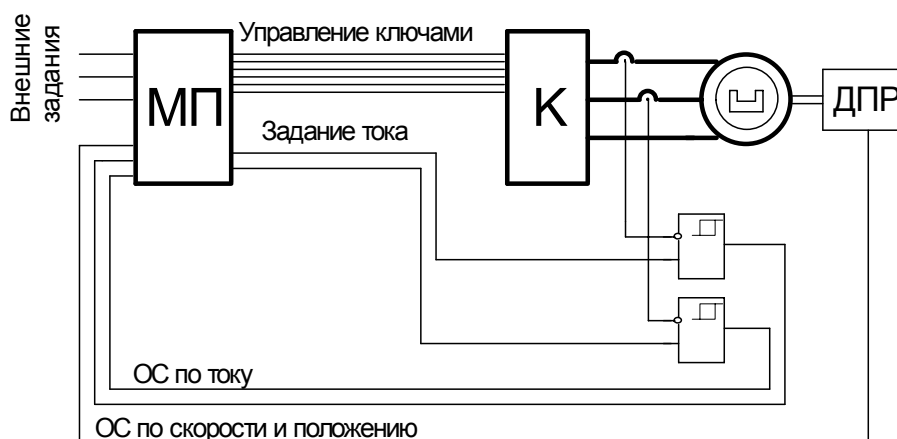 Внешние
задания
Управление ключами
МП
К
ДПР
Задание тока
ОС по току
ОС по скорости и положению